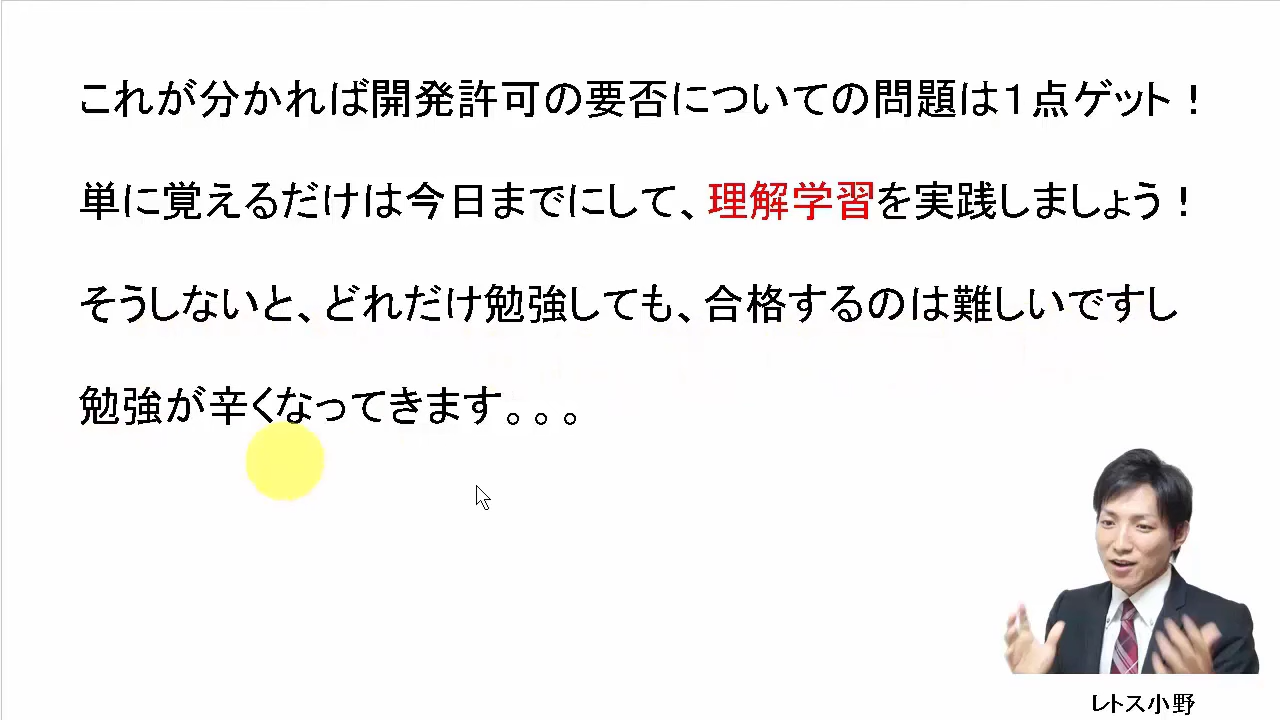 これが分かれば開発許可の要否についての問題は１点ゲット！
単に覚えるだけは今日までにして、理解学習を実践しましょう！
そうしないと、どれだけ勉強しても、合格するのは難しいですし
勉強が辛くなってきます。。。
レトス小野